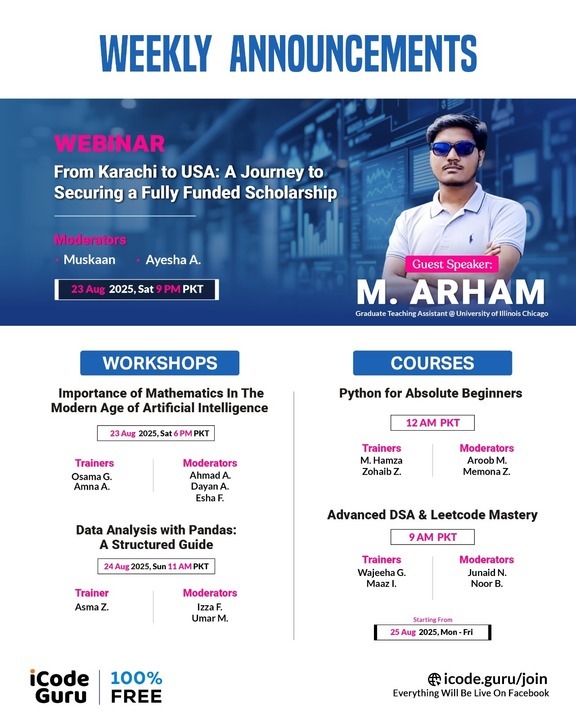 WEEKLY ANNOUNCEMENTS
WEBINAR
From Karachi to USA: A Journey to
Securing a Fully Funded Scholarship
Moderators
• Muskaan • Ayesha A.
23 Aug 2025, Sat 9 PM PKT
Guest Speaker:
M. ARHAM
Graduate Teaching Assistant @ University of Illinois Chicago
WORKSHOPS
Importance of Mathematics In The
Modern Age of Artificial Intelligence
23 Aug 2025, Sat 6 PM PKT
Trainers
Osama G.
Amna A.
Moderators
Ahmad A.
Dayan A.
Esha F.
Data Analysis with Pandas:
A Structured Guide
24 Aug 2025, Sun 11 AM PKT
Trainer
Asma Z.
Moderators
Izza F.
Umar M.
COURSES
Python for Absolute Beginners
12 AM PKT
Trainers
M. Hamza
Zohaib Z.
Moderators
Aroob M.
Memona Z.
Advanced DSA & Leetcode Mastery
9 AM PKT
Trainers
Wajeeha G.
Maaz I.
Moderators
Junaid N.
Noor B.
Starting From
25 Aug 2025, Mon - Fri
iCode
Guru
100%
FREE
icode.guru/join
Everything Will Be Live On Facebook